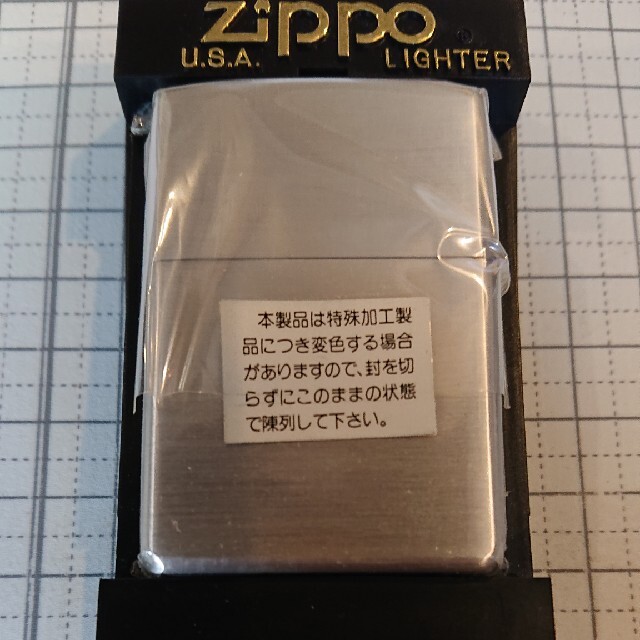 zippo
U.S.A. LIGHTER
本製品は特殊加工製
品につき変色する場合
がありますので、封を切
らずにこのままの状態
で陳列して下さい。